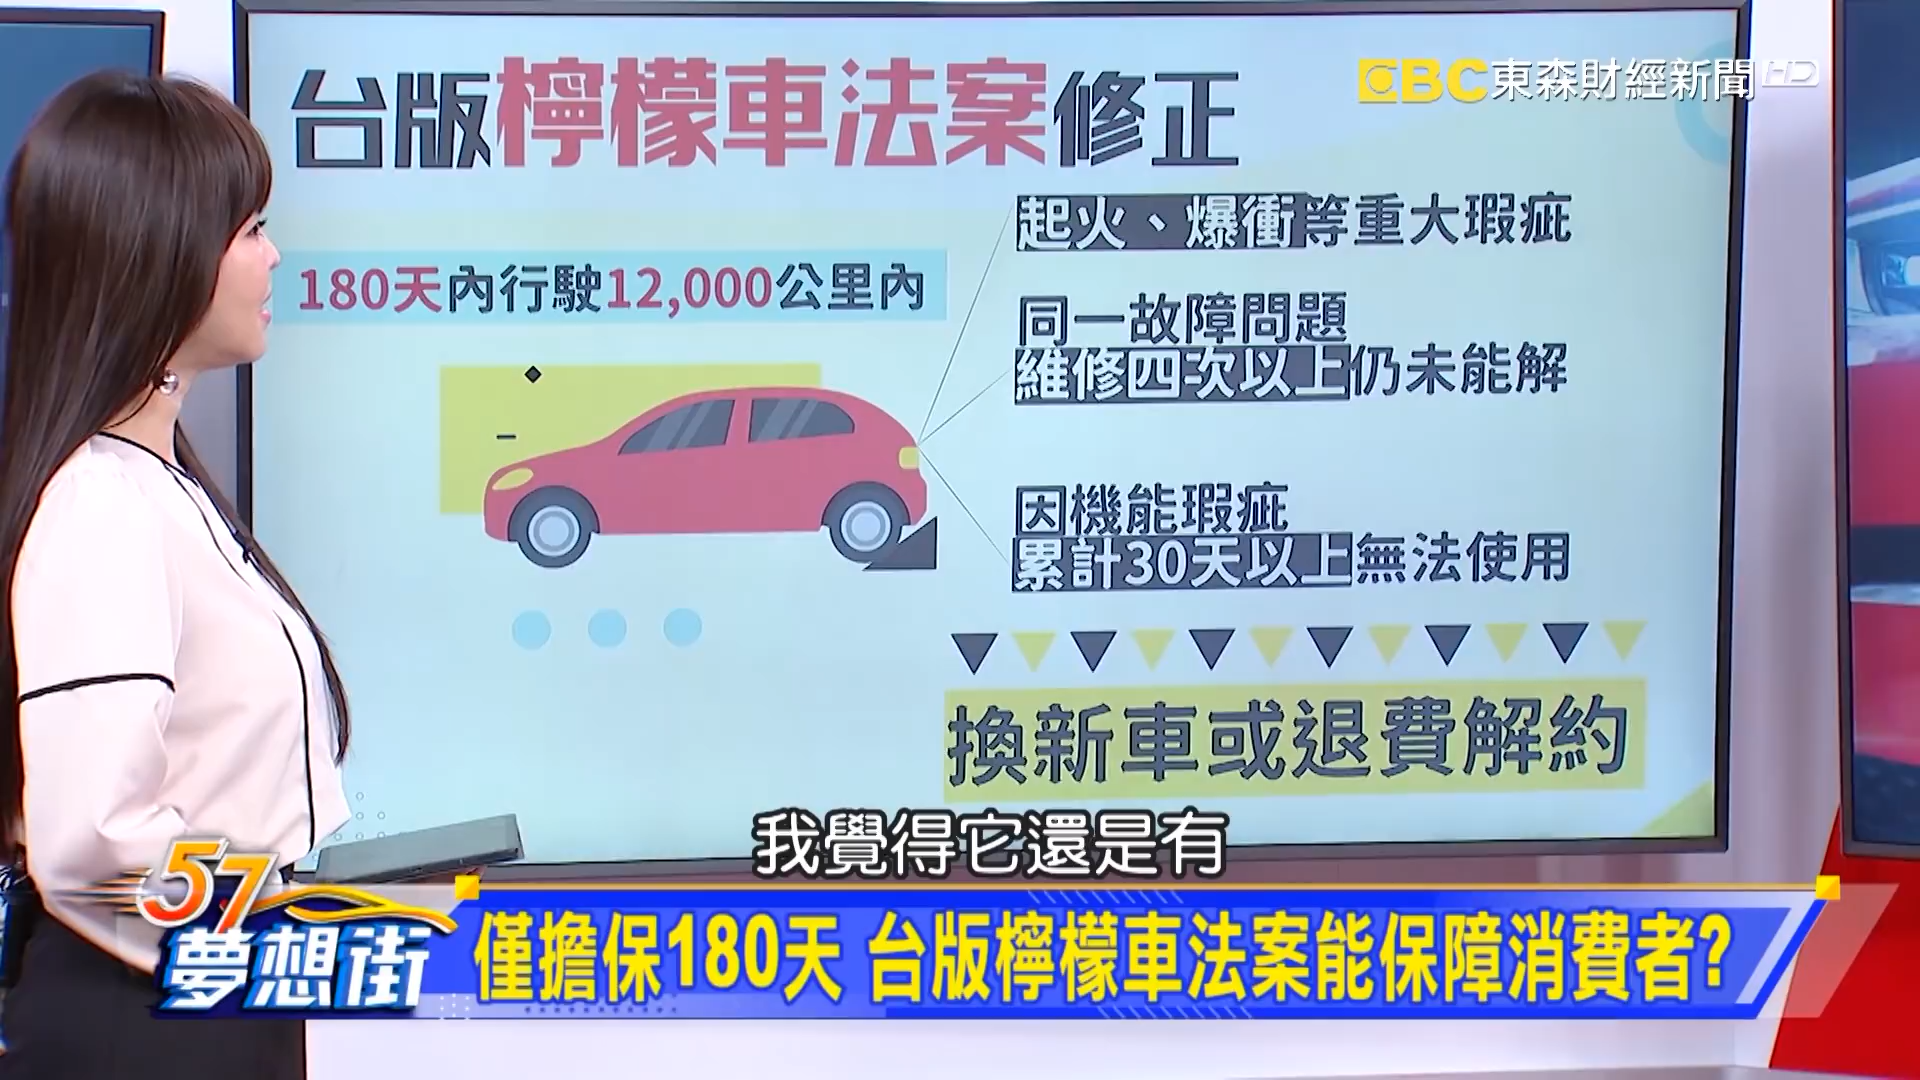 台版檸檬車法案修正
EBC東森財經新聞HD
起火、爆衝等重大瑕疵
180天內行駛12,000公里內
同一故障問題
維修四次以上仍未能解
因機能瑕疵
累計30天以上無法使用
換新車或退費解約
我覺得它還是有
57夢想街
僅擔保180天 台版檸檬車法案能保障消費者?